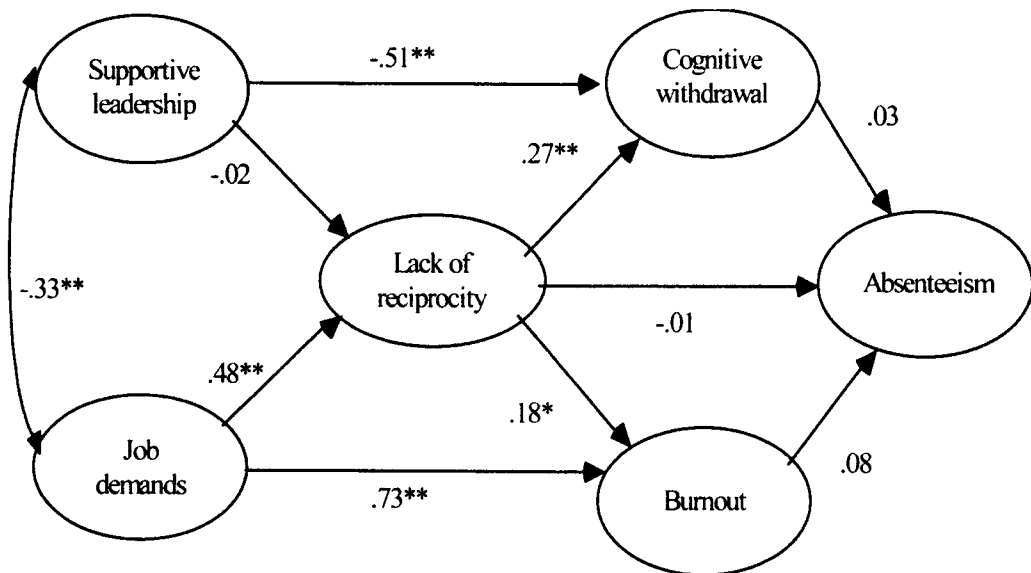 Supportive
leadership
-.51**
Cognitive
withdrawal
.03
-.02
.27**
Lack of
reciprocity
Absenteeism
-.33**
-.01
.48**
.18*
Job
demands
.73**
Burnout
.08